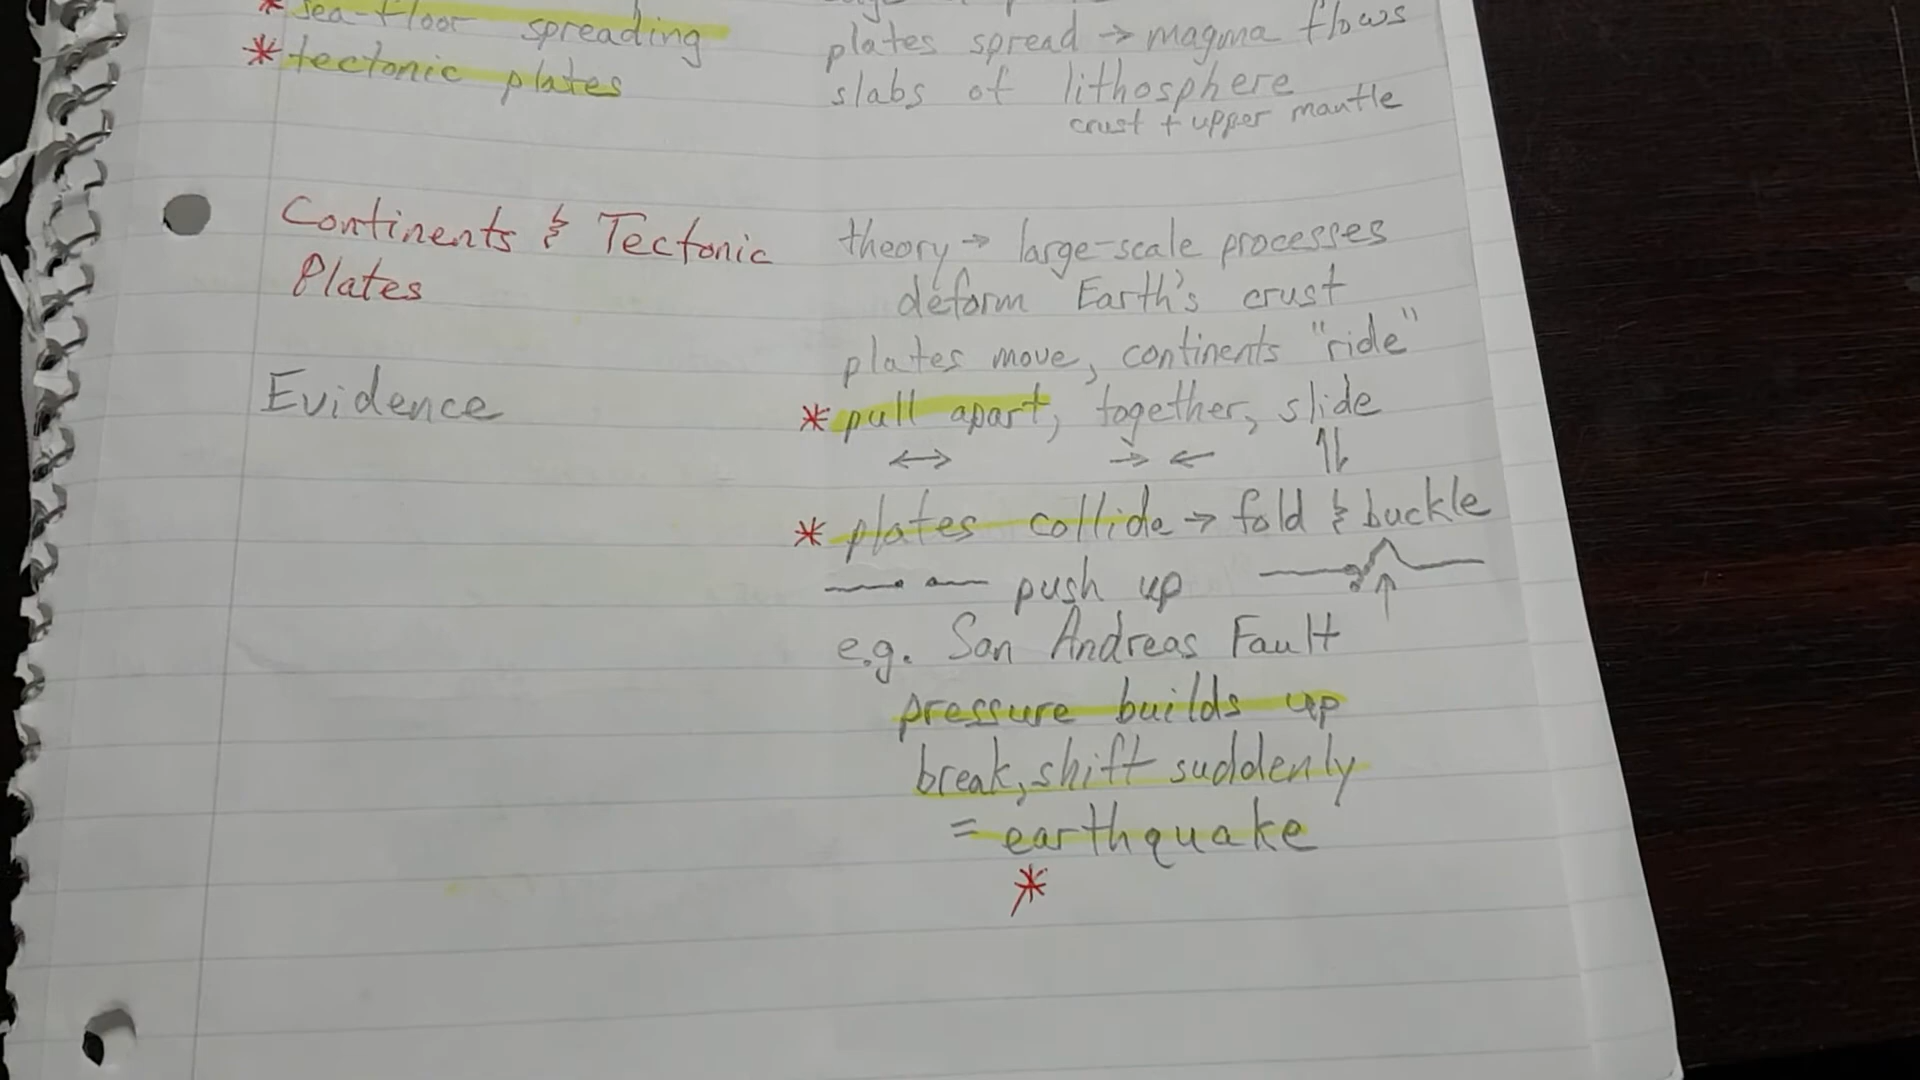 * sea-floor spreading
plates spread → magma flows
* tectonic plates
slabs of lithosphere
crust + upper mantle
Continents & Tectonic
Plates
theory → large-scale processes
deform Earth's crust
plates move, continents "ride"
Evidence
* pull apart, together, slide
↔ → ← ⇅
* plates collide → fold & buckle
push up
e.g. San Andreas Fault
pressure builds up
break, shift suddenly
= earthquake
*